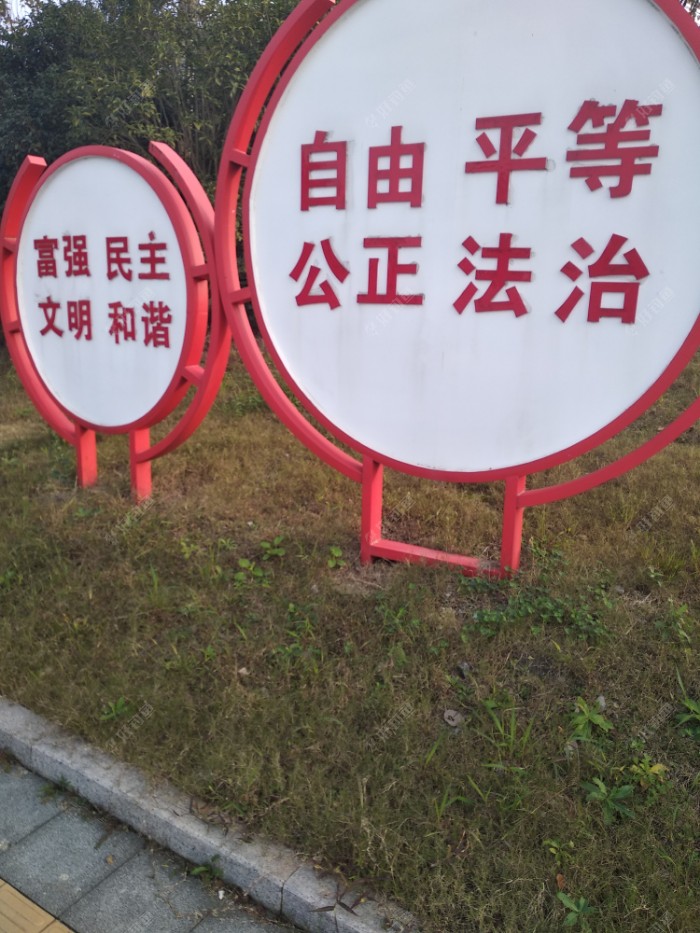 富强 民主
文明 和谐
自由 平等
公正 法治